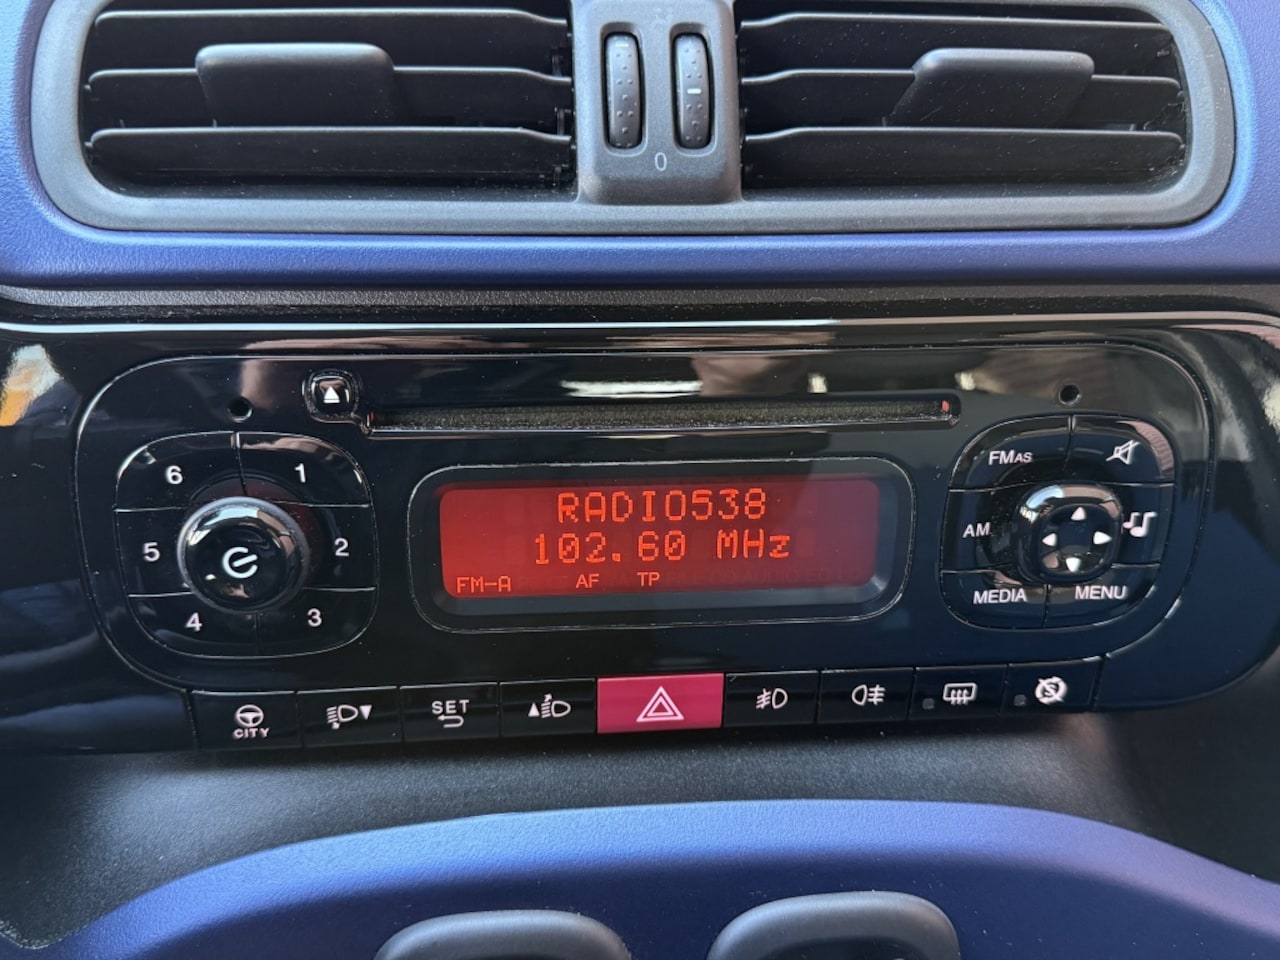 0
6 1
5 2
4 3
RADIO538
102.60 MHz
FM-A AF TP
FMAS
AM
MEDIA MENU
CITY
SET